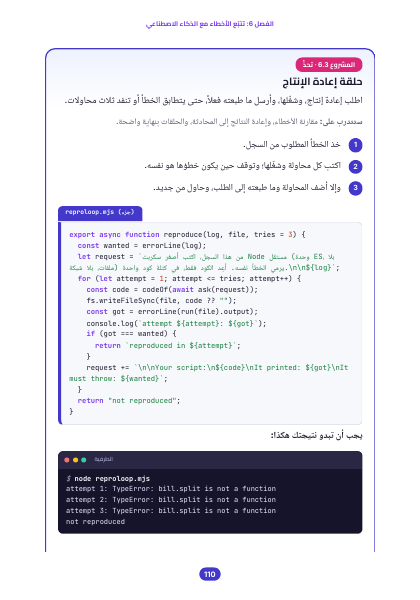 الفصل 6: تتبّع الأخطاء مع الذكاء الاصطناعي
المشروع 6.3 · تحدٍّ
حلقة إعادة الإنتاج
اطلب إعادة إنتاج، وشغّلها، وأرسل ما طبعته فعلاً، حتى يتطابق الخطأ أو تنفد ثلاث محاولات.
ستتدرب على: مقارنة الأخطاء، وإعادة النتائج إلى المحادثة، والحلقات بنهاية واضحة.
1 خذ الخطأ المطلوب من السجل.
2 اكتب كل محاولة وشغّلها؛ وتوقف حين يكون خطؤها هو نفسه.
3 وإلا أضف المحاولة وما طبعته إلى الطلب، وحاول من جديد.
reproloop.mjs (جزء)
export async function reproduce(log, file, tries = 3) {
const wanted = errorLine(log);
let request = `من هذا السجل، اكتب أصغر سكربت Node مستقل (وحدة ES، بلا
ملفات، بلا شبكة) يرمي الخطأ نفسه. أعد الكود فقط، في كتلة كود واحدة.\n\n${log}`;
for (let attempt = 1; attempt <= tries; attempt++) {
const code = codeOf(await ask(request));
fs.writeFileSync(file, code ?? "");
const got = errorLine(run(file).output);
console.log(`attempt ${attempt}: ${got}`);
if (got === wanted) {
return `reproduced in ${attempt}`;
}
request += `\n\nYour script:\n${code}\nIt printed: ${got}\nIt
must throw: ${wanted}`;
}
return "not reproduced";
}
يجب أن تبدو نتيجتك هكذا:
الطرفية
$ node reproloop.mjs
attempt 1: TypeError: bill.split is not a function
attempt 2: TypeError: bill.split is not a function
attempt 3: TypeError: bill.split is not a function
not reproduced
110